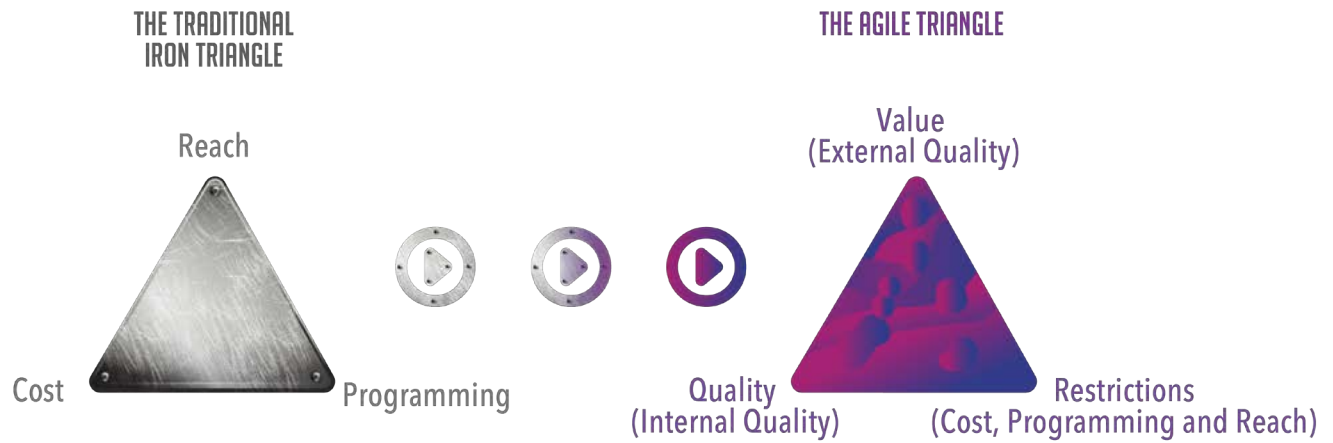 THE TRADITIONAL
IRON TRIANGLE
Reach
Cost
Programming
THE AGILE TRIANGLE
Value
(External Quality)
Quality
(Internal Quality)
Restrictions
(Cost, Programming and Reach)